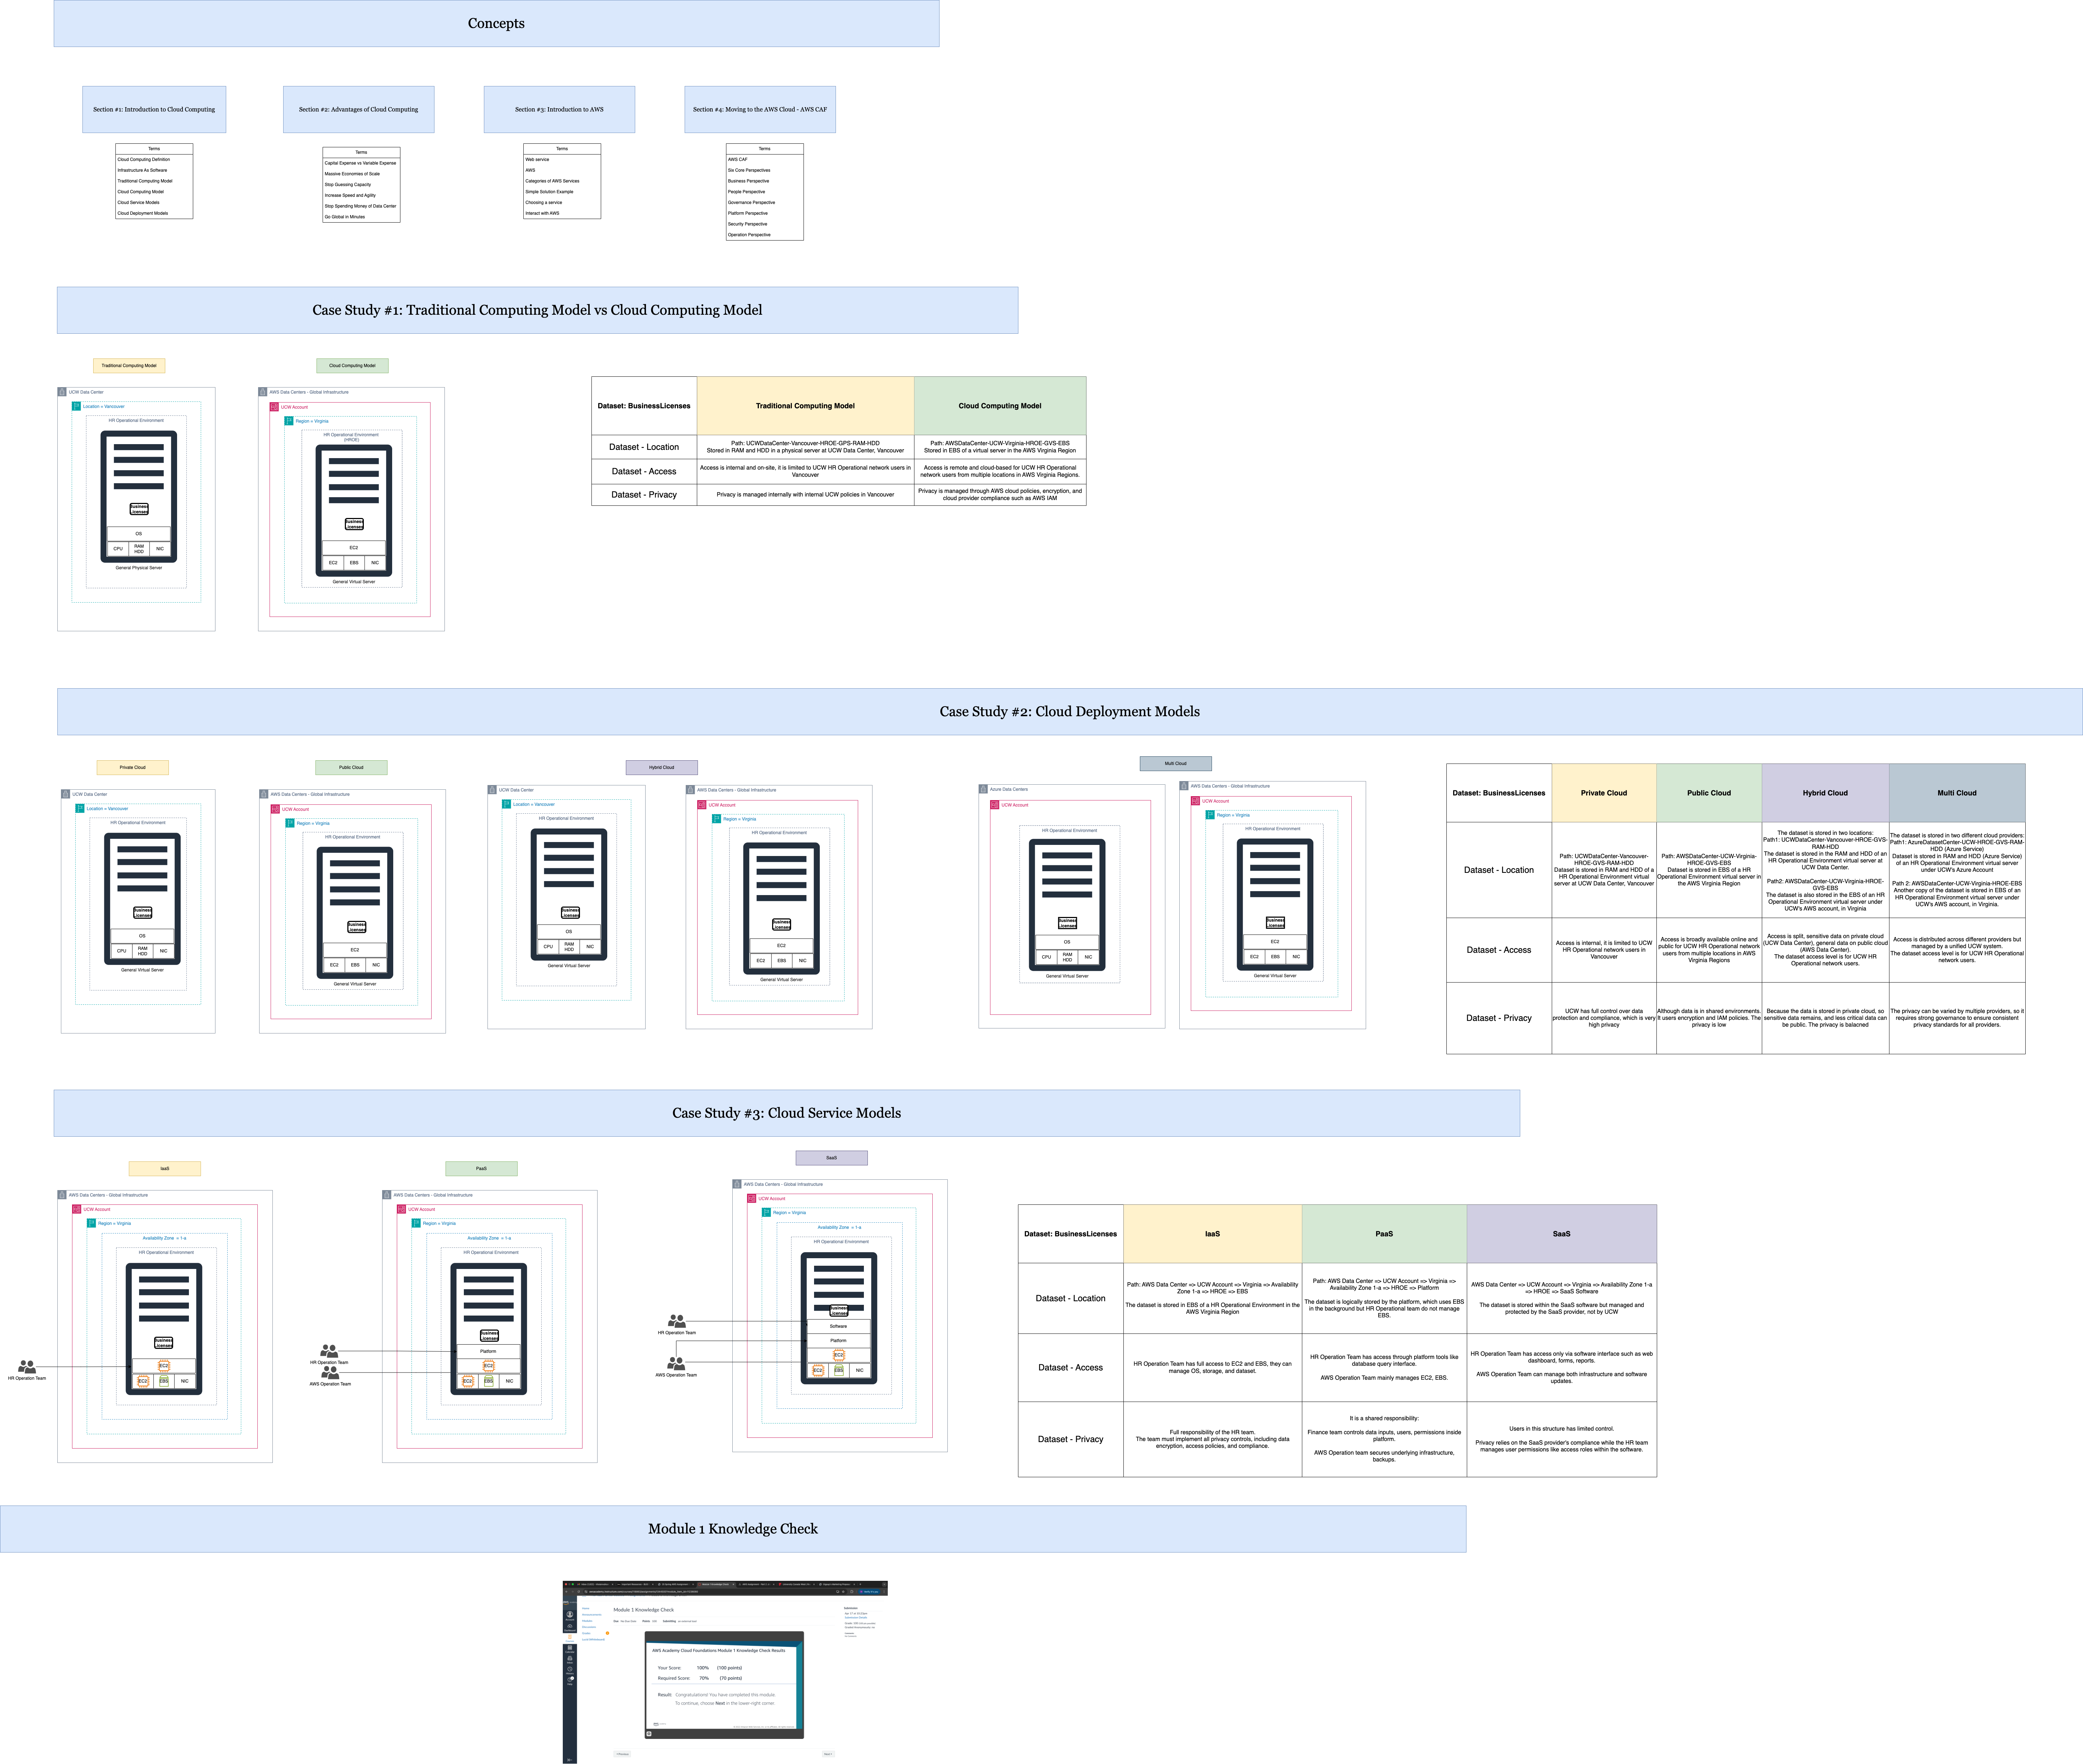 Concepts
Section #1: Introduction to Cloud Computing
Terms
Cloud Computing Definition
Infrastructure As Software
Traditional Computing Model
Cloud Computing Model
Cloud Service Models
Cloud Deployment Models
Section #2: Advantages of Cloud Computing
Terms
Capital Expense vs Variable Expense
Massive Economies of Scale
Stop Guessing Capacity
Increase Speed and Agility
Stop Spending Money of Data Center
Go Global in Minutes
Section #3: Introduction to AWS
Terms
Web service
AWS
Categories of AWS Services
Simple Solution Example
Choosing a service
Interact with AWS
Section #4: Moving to the AWS Cloud - AWS CAF
Terms
AWS CAF
Six Core Perspectives
Business Perspective
People Perspective
Governance Perspective
Platform Perspective
Security Perspective
Operation Perspective
Case Study #1: Traditional Computing Model vs Cloud Computing Model
Traditional Computing Model
UCW Data Center
Location = Vancouver
HR Operational Environment
Business
Licenses
OS
CPU
RAM
HDD
NIC
General Physical Server
Cloud Computing Model
AWS Data Centers - Global Infrastructure
UCW Account
Region = Virginia
HR Operational Environment
(HROE)
Business
Licenses
EC2
EC2
EBS
NIC
General Virtual Server
Dataset: BusinessLicenses
Traditional Computing Model
Cloud Computing Model
Dataset - Location
Path: UCWDataCenter-Vancouver-HROE-GPS-RAM-HDD
Stored in RAM and HDD in a physical server at UCW Data Center, Vancouver
Path: AWSDataCenter-UCW-Virginia-HROE-GVS-EBS
Stored in EBS of a virtual server in the AWS Virginia Region
Dataset - Access
Access is internal and on-site, it is limited to UCW HR Operational network users in
Vancouver
Access is remote and cloud-based for UCW HR Operational
network users from multiple locations in AWS Virginia Regions.
Dataset - Privacy
Privacy is managed internally with internal UCW policies in Vancouver
Privacy is managed through AWS cloud policies, encryption, and
cloud provider compliance such as AWS IAM
Case Study #2: Cloud Deployment Models
Private Cloud
UCW Data Center
Location = Vancouver
HR Operational Environment
Business
Licenses
OS
CPU
RAM
HDD
NIC
General Virtual Server
Public Cloud
AWS Data Centers - Global Infrastructure
UCW Account
Region = Virginia
HR Operational Environment
Business
Licenses
EC2
EC2
EBS
NIC
General Virtual Server
Hybrid Cloud
UCW Data Center
Location = Vancouver
HR Operational Environment
Business
Licenses
OS
CPU
RAM
HDD
NIC
General Virtual Server
AWS Data Centers - Global Infrastructure
UCW Account
Region = Virginia
HR Operational Environment
Business
Licenses
EC2
EC2
EBS
NIC
General Virtual Server
Multi Cloud
Azure Data Centers
UCW Account
HR Operational Environment
Business
Licenses
OS
CPU
RAM
HDD
NIC
General Virtual Server
AWS Data Centers - Global Infrastructure
UCW Account
Region = Virginia
HR Operational Environment
Business
Licenses
EC2
EC2
EBS
NIC
General Virtual Server
Dataset: BusinessLicenses
Private Cloud
Public Cloud
Hybrid Cloud
Multi Cloud
Dataset - Location
Path: UCWDataCenter-Vancouver-
HROE-GVS-RAM-HDD
Dataset is stored in RAM and HDD of a
HR Operational Environment virtual
server at UCW Data Center, Vancouver
Path: AWSDataCenter-UCW-Virginia-
HROE-GVS-EBS
Dataset is stored in EBS of a HR
Operational Environment virtual server in
the AWS Virginia Region
The dataset is stored in two locations:
Path1: UCWDataCenter-Vancouver-HROE-GVS-
RAM-HDD
The dataset is stored in the RAM and HDD of an
HR Operational Environment virtual server at
UCW Data Center.
Path2: AWSDataCenter-UCW-Virginia-HROE-
GVS-EBS
The dataset is also stored in the EBS of an HR
Operational Environment virtual server under
UCW's AWS account, in Virginia
The dataset is stored in two different cloud providers:
Path1: AzureDatasetCenter-UCW-HROE-GVS-RAM-
HDD (Azure Service)
Dataset is stored in RAM and HDD (Azure Service)
of an HR Operational Environment virtual server
under UCW's Azure Account
Path 2: AWSDataCenter-UCW-Virginia-HROE-EBS
Another copy of the dataset is stored in EBS of an
HR Operational Environment virtual server under
UCW's AWS account, in Virginia.
Dataset - Access
Access is internal, it is limited to UCW
HR Operational network users in
Vancouver
Access is broadly available online and
public for UCW HR Operational network
users from multiple locations in AWS
Virginia Regions
Access is split, sensitive data on private cloud
(UCW Data Center), general data on public cloud
(AWS Data Center).
The dataset access level is for UCW HR
Operational network users.
Access is distributed across different providers but
managed by a unified UCW system.
The dataset access level is for UCW HR Operational
network users.
Dataset - Privacy
UCW has full control over data
protection and compliance, which is very
high privacy
Although data is in shared environments.
It users encryption and IAM policies. The
privacy is low
Because the data is stored in private cloud, so
sensitive data remains, and less critical data can
be public. The privacy is balacned
The privacy can be varied by multiple providers, so it
requires strong governance to ensure consistent
privacy standards for all providers.
Case Study #3: Cloud Service Models
IaaS
AWS Data Centers - Global Infrastructure
UCW Account
Region = Virginia
Availability Zone = 1-a
HR Operational Environment
Business
Licenses
EC2
EC2
EBS
NIC
HR Operation Team
PaaS
AWS Data Centers - Global Infrastructure
UCW Account
Region = Virginia
Availability Zone = 1-a
HR Operational Environment
Business
Licenses
Platform
EC2
EC2
EBS
NIC
HR Operation Team
AWS Operation Team
SaaS
AWS Data Centers - Global Infrastructure
UCW Account
Region = Virginia
Availability Zone = 1-a
HR Operational Environment
Business
Licenses
Software
Platform
EC2
EC2
EBS
NIC
HR Operation Team
AWS Operation Team
Dataset: BusinessLicenses
IaaS
PaaS
SaaS
Dataset - Location
Path: AWS Data Center => UCW Account => Virginia => Availability
Zone 1-a => HROE => EBS
The dataset is stored in EBS of a HR Operational Environment in the
AWS Virginia Region
Path: AWS Data Center => UCW Account => Virginia =>
Availability Zone 1-a => HROE => Platform
The dataset is logically stored by the platform, which uses EBS
in the background but HR Operational team do not manage
EBS.
AWS Data Center => UCW Account => Virginia => Availability Zone 1-a
=> HROE => SaaS Software
The dataset is stored within the SaaS software but managed and
protected by the SaaS provider, not by UCW
Dataset - Access
HR Operation Team has full access to EC2 and EBS, they can
manage OS, storage, and dataset.
HR Operation Team has access through platform tools like
database query interface.
AWS Operation Team mainly manages EC2, EBS.
HR Operation Team has access only via software interface such as web
dashboard, forms, reports.
AWS Operation Team can manage both infrastructure and software
updates.
Dataset - Privacy
Full responsibility of the HR team.
The team must implement all privacy controls, including data
encryption, access policies, and compliance.
It is a shared responsibility:
Finance team controls data inputs, users, permissions inside
platform.
AWS Operation team secures underlying infrastructure,
backups.
Users in this structure has limited control.
Privacy relies on the SaaS provider's compliance while the HR team
manages user permissions like access roles within the software.
Module 1 Knowledge Check
Module 1 Knowledge Check
AWS Academy Cloud Foundations Module 1 Knowledge Check Results
Your Score: 100% (100 points)
Required Score: 70% (70 points)
Result: Congratulations! You have completed this module.
To continue, choose Next in the lower-right corner.